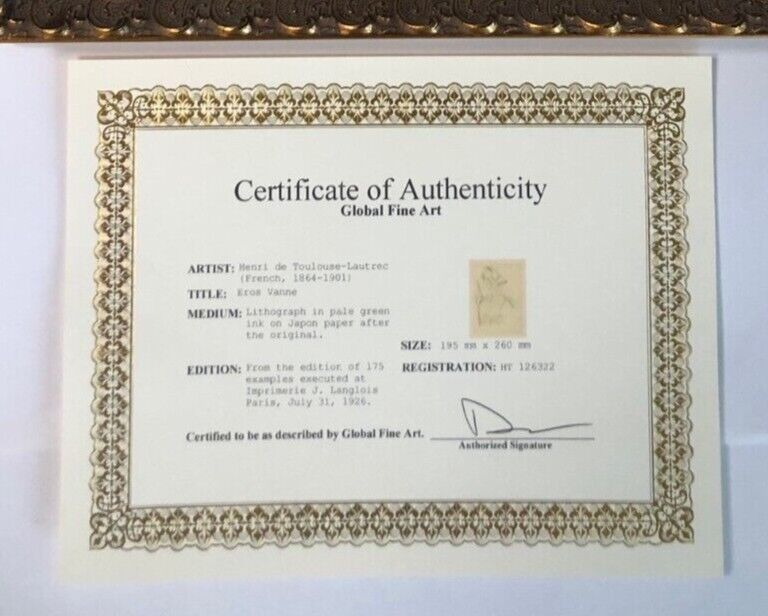 Certificate of Authenticity
Global Fine Art
ARTIST: Henri de Toulouse-Lautrec
(French, 1864-1901)
TITLE: Eros Vanne
MEDIUM: Lithograph in pale green
ink on Japon paper after
the original.
SIZE: 195 mm x 260 mm
EDITION: From the edition of 175
examples executed at
Imprimerie J. Langlois
Paris, July 31, 1926.
REGISTRATION: HT 126322
Certified to be as described by Global Fine Art.
Authorized Signature